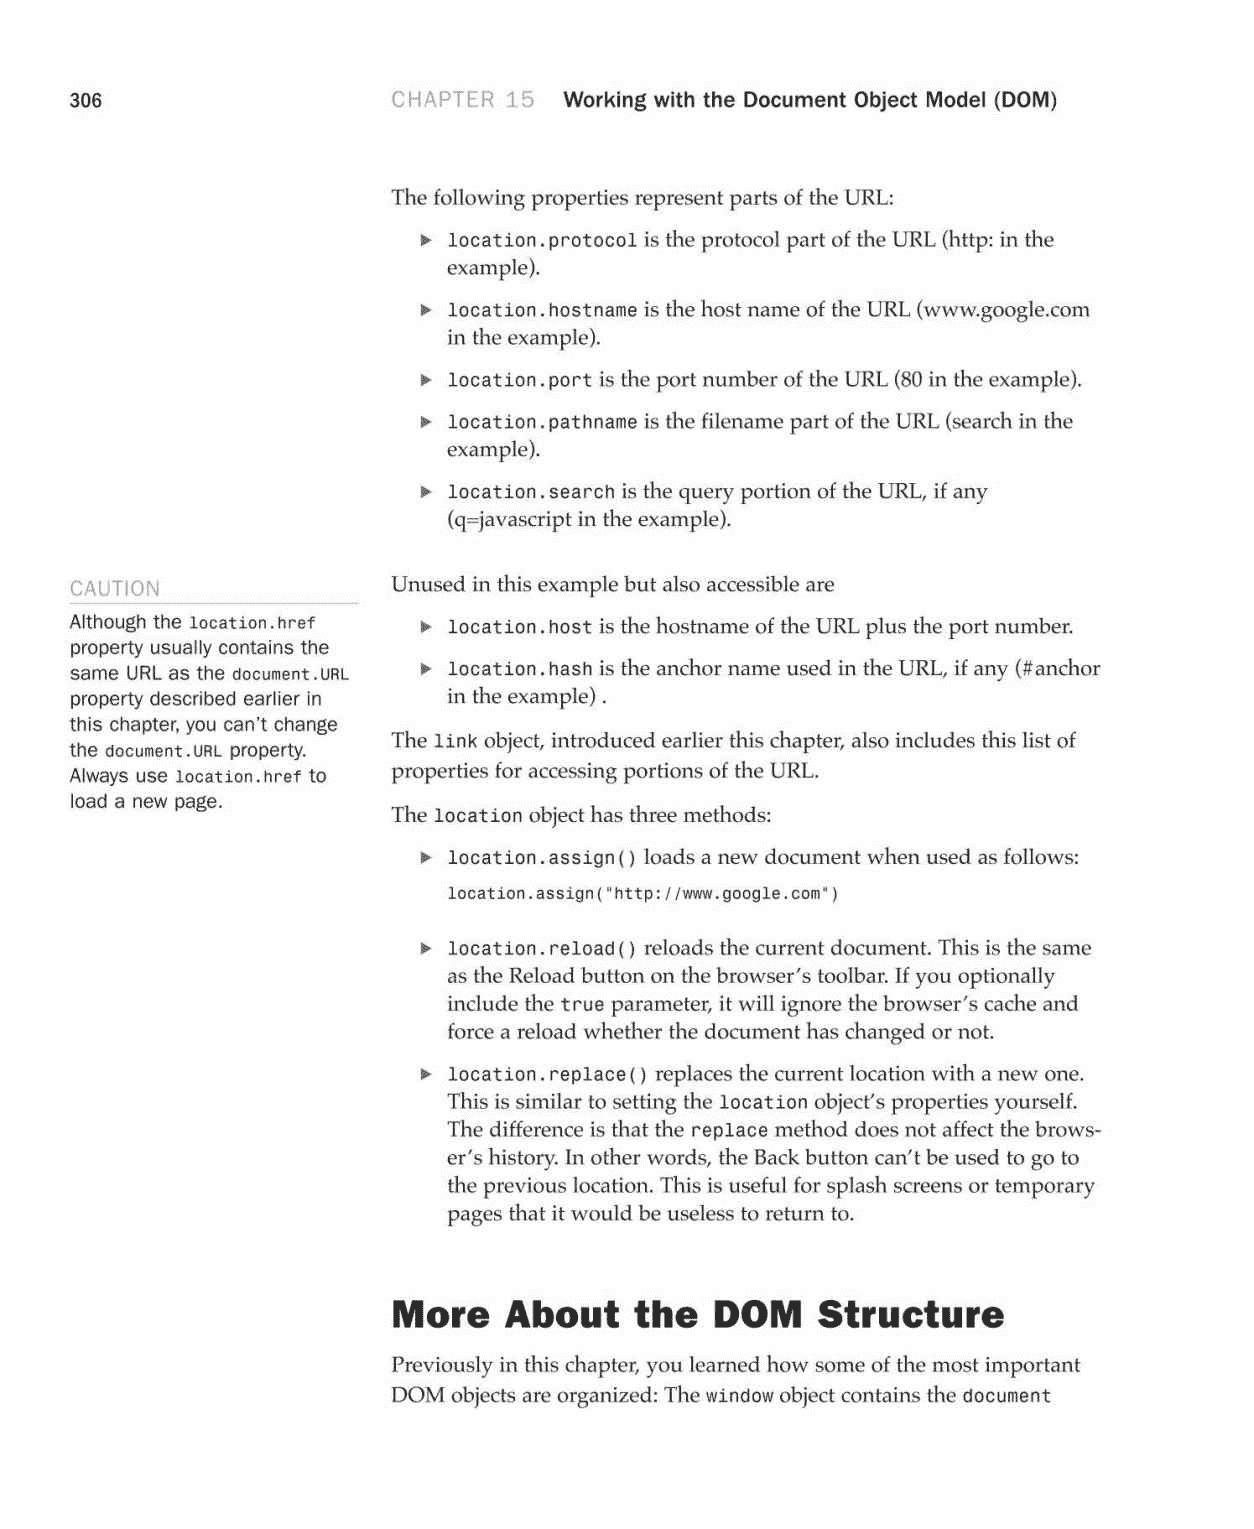 306
CHAPTER 15 Working with the Document Object Model (DOM)
The following properties represent parts of the URL:
▶ location.protocol is the protocol part of the URL (http: in the
example).
▶ location.hostname is the host name of the URL (www.google.com
in the example).
▶ location.port is the port number of the URL (80 in the example).
▶ location.pathname is the filename part of the URL (search in the
example).
▶ location.search is the query portion of the URL, if any
(q=javascript in the example).
CAUTION
Although the location.href
property usually contains the
same URL as the document.URL
property described earlier in
this chapter, you can't change
the document.URL property.
Always use location.href to
load a new page.
Unused in this example but also accessible are
▶ location.host is the hostname of the URL plus the port number.
▶ location.hash is the anchor name used in the URL, if any (#anchor
in the example) .
The link object, introduced earlier this chapter, also includes this list of
properties for accessing portions of the URL.
The location object has three methods:
▶ location.assign() loads a new document when used as follows:
location.assign("http://www.google.com")
▶ location.reload() reloads the current document. This is the same
as the Reload button on the browser's toolbar. If you optionally
include the true parameter, it will ignore the browser's cache and
force a reload whether the document has changed or not.
▶ location.replace() replaces the current location with a new one.
This is similar to setting the location object's properties yourself.
The difference is that the replace method does not affect the brows-
er's history. In other words, the Back button can't be used to go to
the previous location. This is useful for splash screens or temporary
pages that it would be useless to return to.
More About the DOM Structure
Previously in this chapter, you learned how some of the most important
DOM objects are organized: The window object contains the document